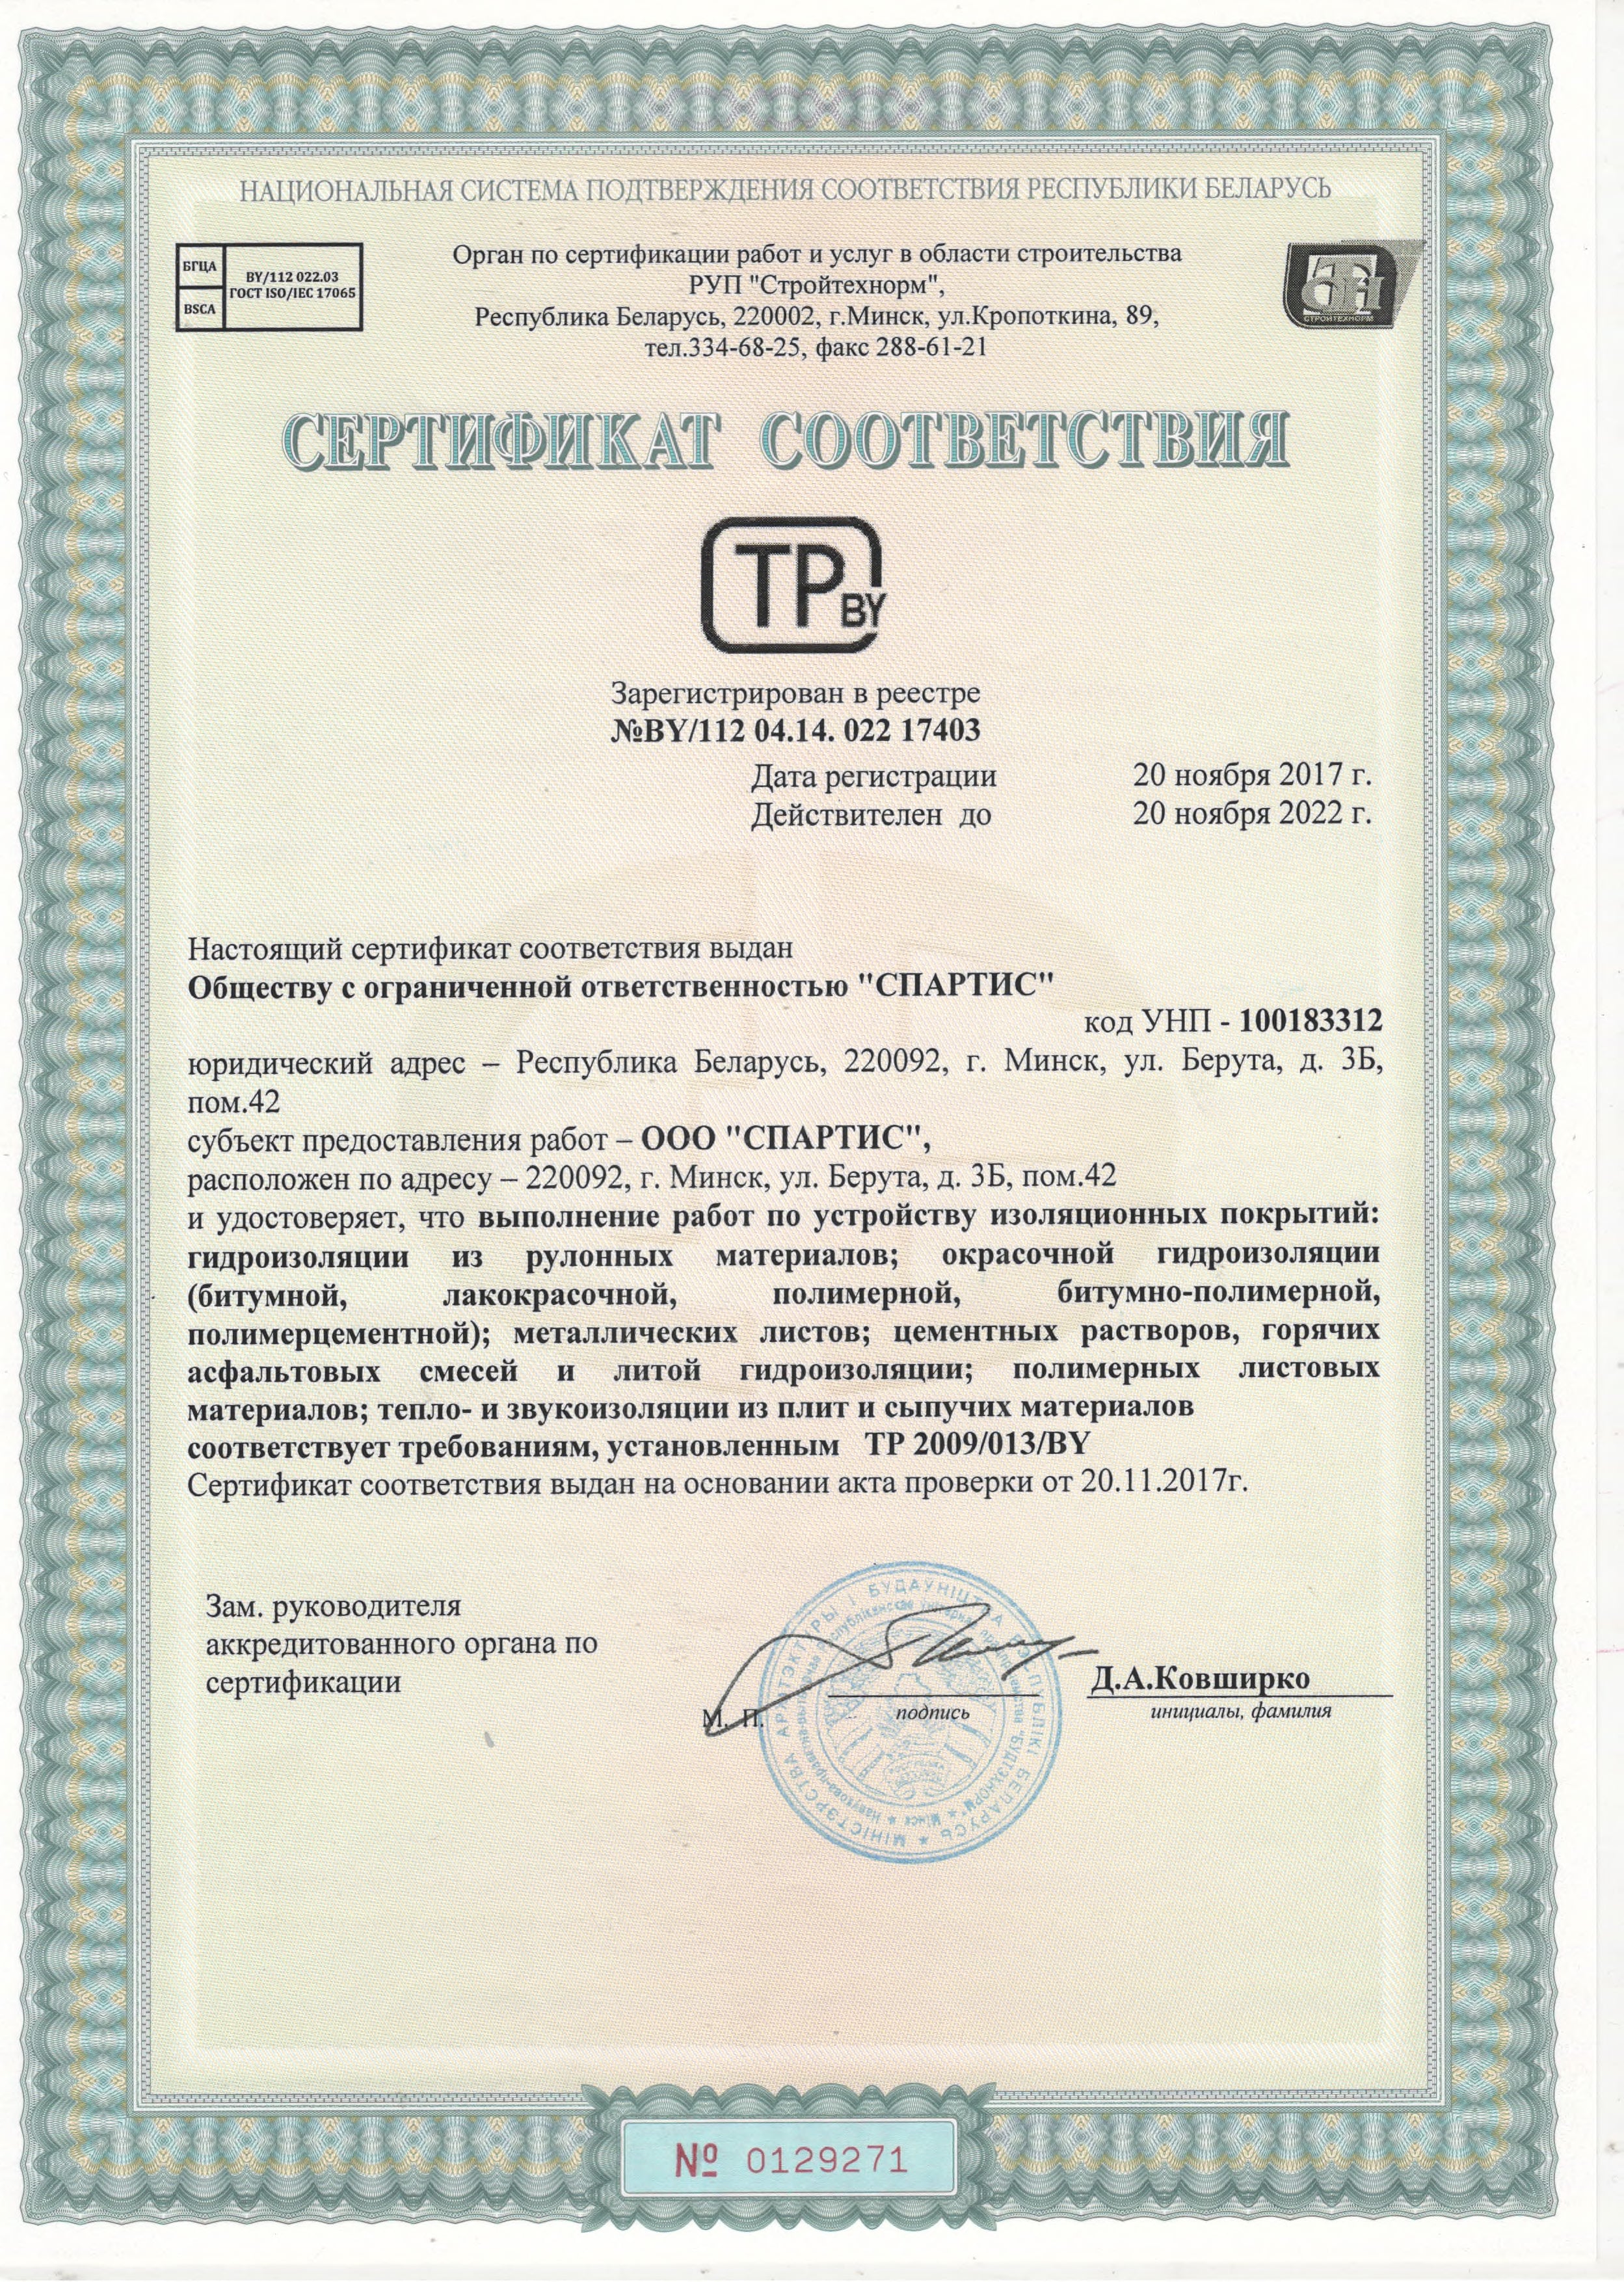 НАЦИОНАЛЬНАЯ СИСТЕМА ПОДТВЕРЖДЕНИЯ СООТВЕТСТВИЯ РЕСПУБЛИКИ БЕЛАРУСЬ
БГЦА
BSCA
BY/112 022.03
ГОСТ ISO/IEC 17065
Орган по сертификации работ и услуг в области строительства
РУП "Стройтехнорм",
Республика Беларусь, 220002, г.Минск, ул.Кропоткина, 89,
тел.334-68-25, факс 288-61-21
СТН
СТРОЙТЕХНОРМ
СЕРТИФИКАТ СООТВЕТСТВИЯ
ТР BY
Зарегистрирован в реестре
№BY/112 04.14. 022 17403
Дата регистрации 20 ноября 2017 г.
Действителен до 20 ноября 2022 г.
Настоящий сертификат соответствия выдан
Обществу с ограниченной ответственностью "СПАРТИС"
код УНП - 100183312
юридический адрес – Республика Беларусь, 220092, г. Минск, ул. Берута, д. 3Б,
пом.42
субъект предоставления работ – ООО "СПАРТИС",
расположен по адресу – 220092, г. Минск, ул. Берута, д. 3Б, пом.42
и удостоверяет, что выполнение работ по устройству изоляционных покрытий:
гидроизоляции из рулонных материалов; окрасочной гидроизоляции
(битумной, лакокрасочной, полимерной, битумно-полимерной,
полимерцементной); металлических листов; цементных растворов, горячих
асфальтовых смесей и литой гидроизоляции; полимерных листовых
материалов; тепло- и звукоизоляции из плит и сыпучих материалов
соответствует требованиям, установленным ТР 2009/013/BY
Сертификат соответствия выдан на основании акта проверки от 20.11.2017г.
Зам. руководителя
аккредитованного органа по
сертификации
М. П.
подпись
Д.А.Ковширко
инициалы, фамилия
МІНІСТЭРСТВА АРХІТЭКТУРЫ І БУДАЎНІЦТВА РЭСПУБЛІКІ БЕЛАРУСЬ
№ 0129271